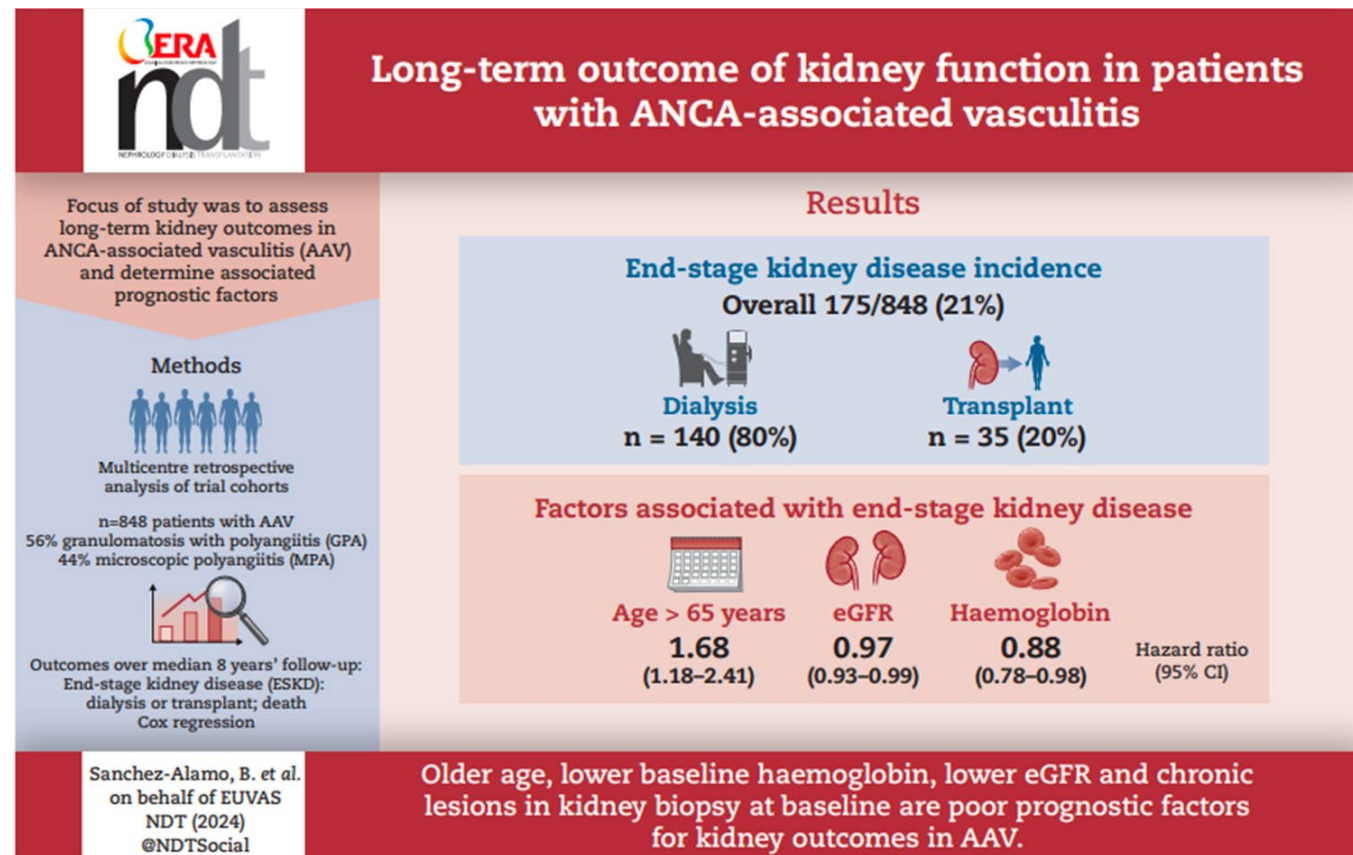 ERA
ndt
NEPHROLOGY DIALYSIS TRANSPLANTATION
Long-term outcome of kidney function in patients
with ANCA-associated vasculitis
Focus of study was to assess
long-term kidney outcomes in
ANCA-associated vasculitis (AAV)
and determine associated
prognostic factors
Methods
Multicentre retrospective
analysis of trial cohorts
n=848 patients with AAV
56% granulomatosis with polyangiitis (GPA)
44% microscopic polyangiitis (MPA)
Outcomes over median 8 years' follow-up:
End-stage kidney disease (ESKD):
dialysis or transplant; death
Cox regression
Results
End-stage kidney disease incidence
Overall 175/848 (21%)
Dialysis
n = 140 (80%)
Transplant
n = 35 (20%)
Factors associated with end-stage kidney disease
Age > 65 years
1.68
(1.18–2.41)
eGFR
0.97
(0.93–0.99)
Haemoglobin
0.88
(0.78–0.98)
Hazard ratio
(95% CI)
Sanchez-Alamo, B. et al.
on behalf of EUVAS
NDT (2024)
@NDTSocial
Older age, lower baseline haemoglobin, lower eGFR and chronic
lesions in kidney biopsy at baseline are poor prognostic factors
for kidney outcomes in AAV.